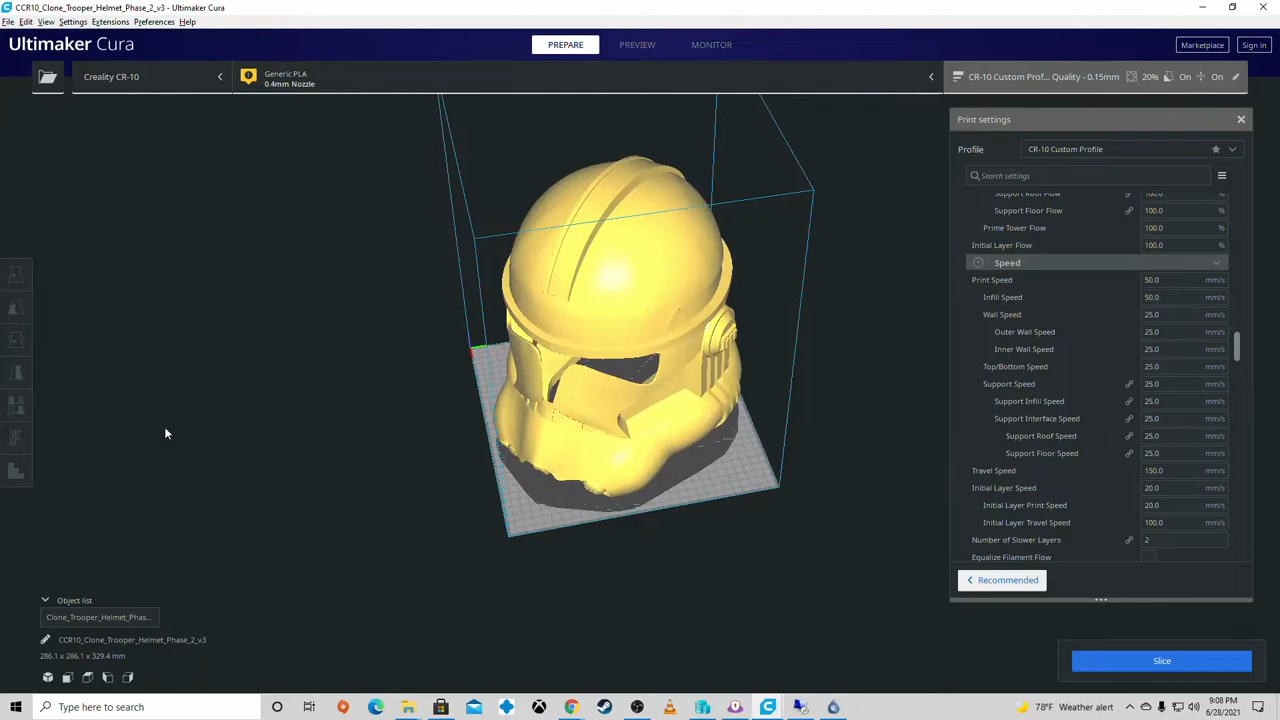 CCR10_Clone_Trooper_Helmet_Phase_2_v3 - Ultimaker Cura
File Edit View Settings Extensions Preferences Help
Ultimaker Cura
PREPARE
PREVIEW
MONITOR
Marketplace
Sign in
Creality CR-10
Generic PLA
0.4mm Nozzle
CR-10 Custom Prof... Quality - 0.15mm
20%
On
On
Print settings
Profile
CR-10 Custom Profile
Search settings
Support Roof Flow 100.0 %
Support Floor Flow 100.0 %
Prime Tower Flow 100.0 %
Initial Layer Flow 100.0 %
Speed
Print Speed 50.0 mm/s
Infill Speed 50.0 mm/s
Wall Speed 25.0 mm/s
Outer Wall Speed 25.0 mm/s
Inner Wall Speed 25.0 mm/s
Top/Bottom Speed 25.0 mm/s
Support Speed 25.0 mm/s
Support Infill Speed 25.0 mm/s
Support Interface Speed 25.0 mm/s
Support Roof Speed 25.0 mm/s
Support Floor Speed 25.0 mm/s
Travel Speed 150.0 mm/s
Initial Layer Speed 20.0 mm/s
Initial Layer Print Speed 20.0 mm/s
Initial Layer Travel Speed 100.0 mm/s
Number of Slower Layers 2
Equalize Filament Flow
Recommended
Object list
Clone_Trooper_Helmet_Phas...
CCR10_Clone_Trooper_Helmet_Phase_2_v3
286.1 x 286.1 x 329.4 mm
Slice
Type here to search
78°F Weather alert
9:08 PM
6/28/2021